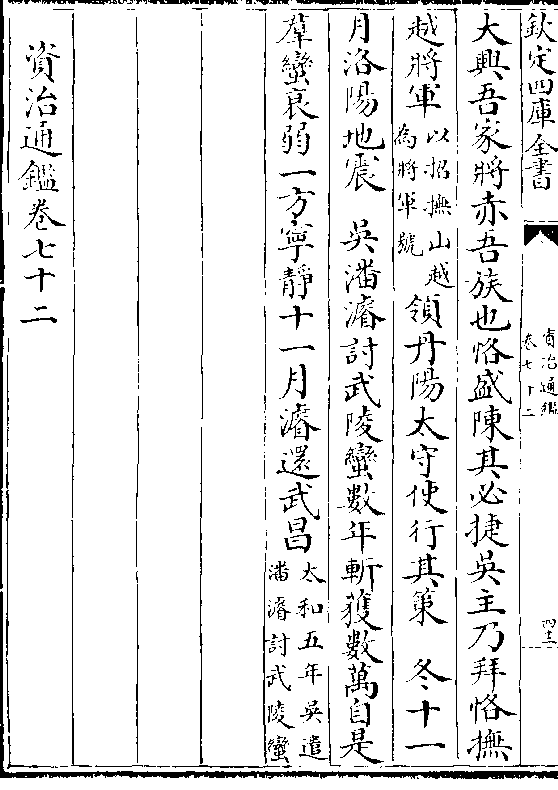 欽定四庫全書
資治通鑑
卷七十二
大興吾家將赤吾族也恪盛陳其必捷吳主乃拜恪撫
越將軍
以招撫山越
為將軍號
領丹陽太守使行其策 冬十一
月洛陽地震 吳潘濬討武陵蠻數年斬獲數萬自是
羣蠻衰弱一方寧靜十一月濬還武昌
太和五年吳遣
潘濬討武陵蠻
資治通鑑卷七十二